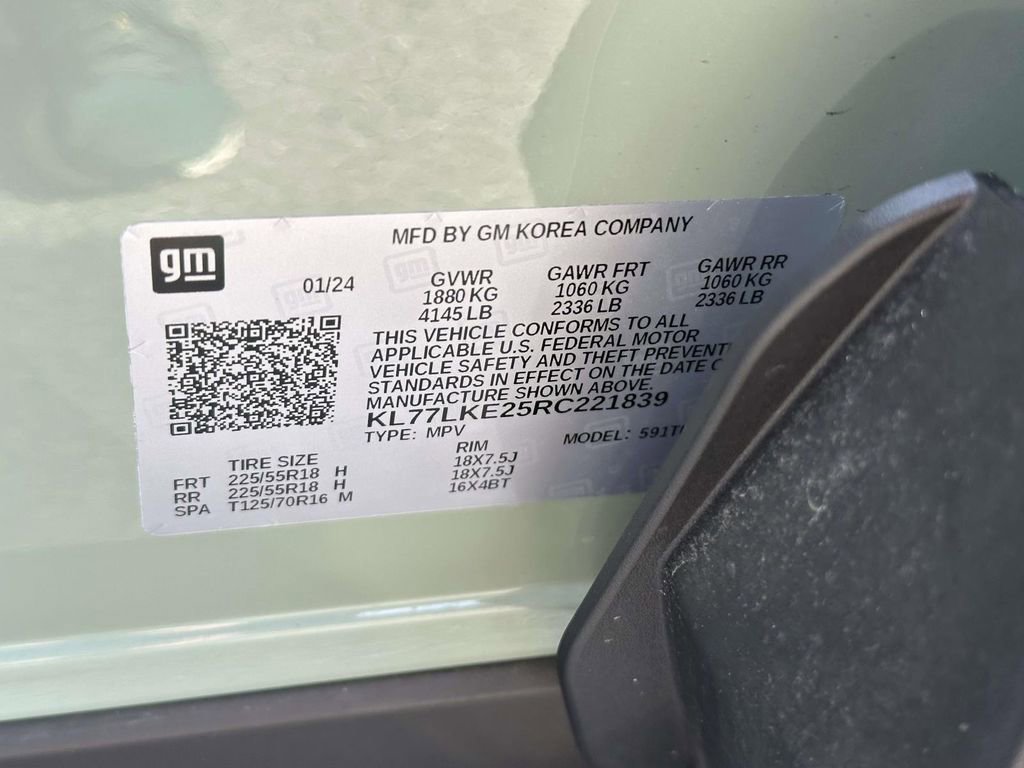 gm
MFD BY GM KOREA COMPANY
01/24
GVWR GAWR FRT GAWR RR
1880 KG 1060 KG 1060 KG
4145 LB 2336 LB 2336 LB
THIS VEHICLE CONFORMS TO ALL
APPLICABLE U.S. FEDERAL MOTOR
VEHICLE SAFETY AND THEFT PREVENTI
STANDARDS IN EFFECT ON THE DATE O
MANUFACTURE SHOWN ABOVE.
KL77LKE25RC221839
TYPE: MPV MODEL: 591T
TIRE SIZE RIM
FRT 225/55R18 H 18X7.5J
RR 225/55R18 H 18X7.5J
SPA T125/70R16 M 16X4BT